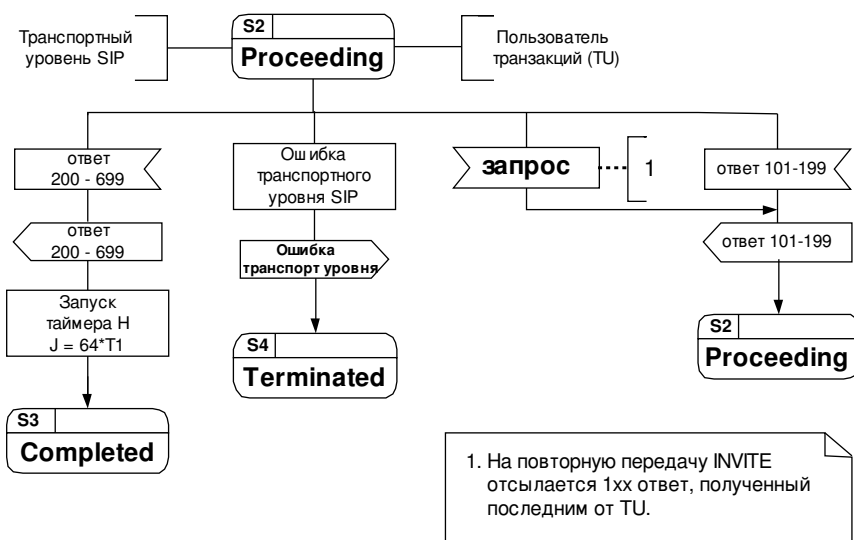 Транспортный
уровень SIP
S2
Proceeding
Пользователь
транзакций (TU)
ответ
200 - 699
Ошибка
транспортного
уровня SIP
запрос
1
ответ 101-199
ответ
200 - 699
Ошибка
транспорт уровня
ответ 101-199
Запуск
таймера H
J = 64*T1
S4
Terminated
S2
Proceeding
S3
Completed
1. На повторную передачу INVITE
отсылается 1xx ответ, полученный
последним от TU.